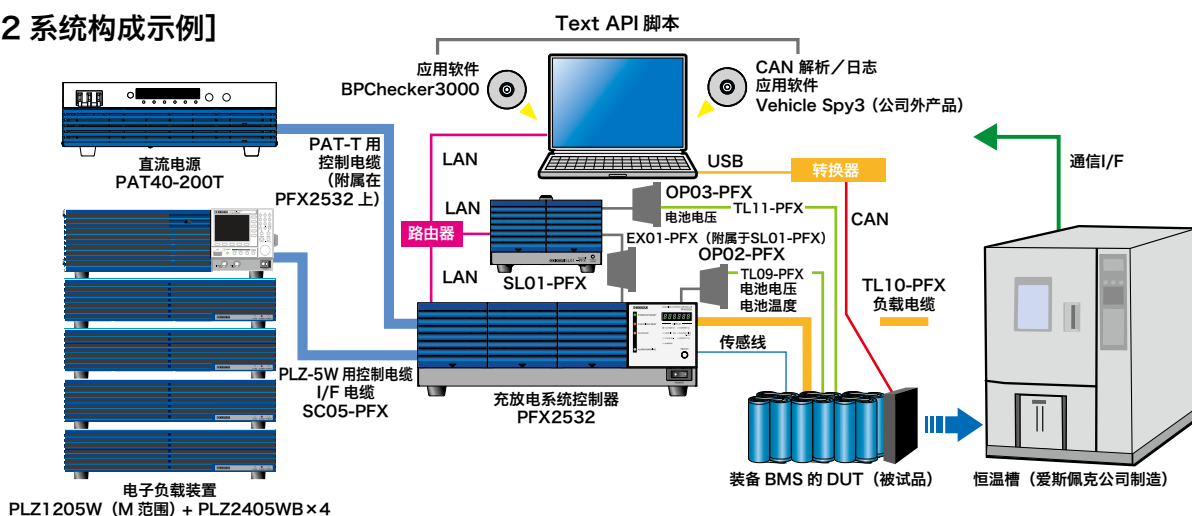 2 系统构成示例]
Text API 脚本
应用软件
BPChecker3000
CAN 解析／日志
应用软件
Vehicle Spy3（公司外产品）
直流电源
PAT40-200T
PAT-T 用
控制电缆
（附属在
PFX2532 上）
LAN
USB
转换器
通信I/F
LAN
OP03-PFX
电池电压
TL11-PFX
CAN
路由器
EX01-PFX（附属于SL01-PFX）
OP02-PFX
LAN
SL01-PFX
TL09-PFX
电池电压
电池温度
TL10-PFX
负载电缆
传感线
PLZ-5W 用控制电缆
I/F 电缆
SC05-PFX
充放电系统控制器
PFX2532
装备 BMS 的 DUT（被试品）
恒温槽（爱斯佩克公司制造）
电子负载装置
PLZ1205W（M 范围）+ PLZ2405WB×4